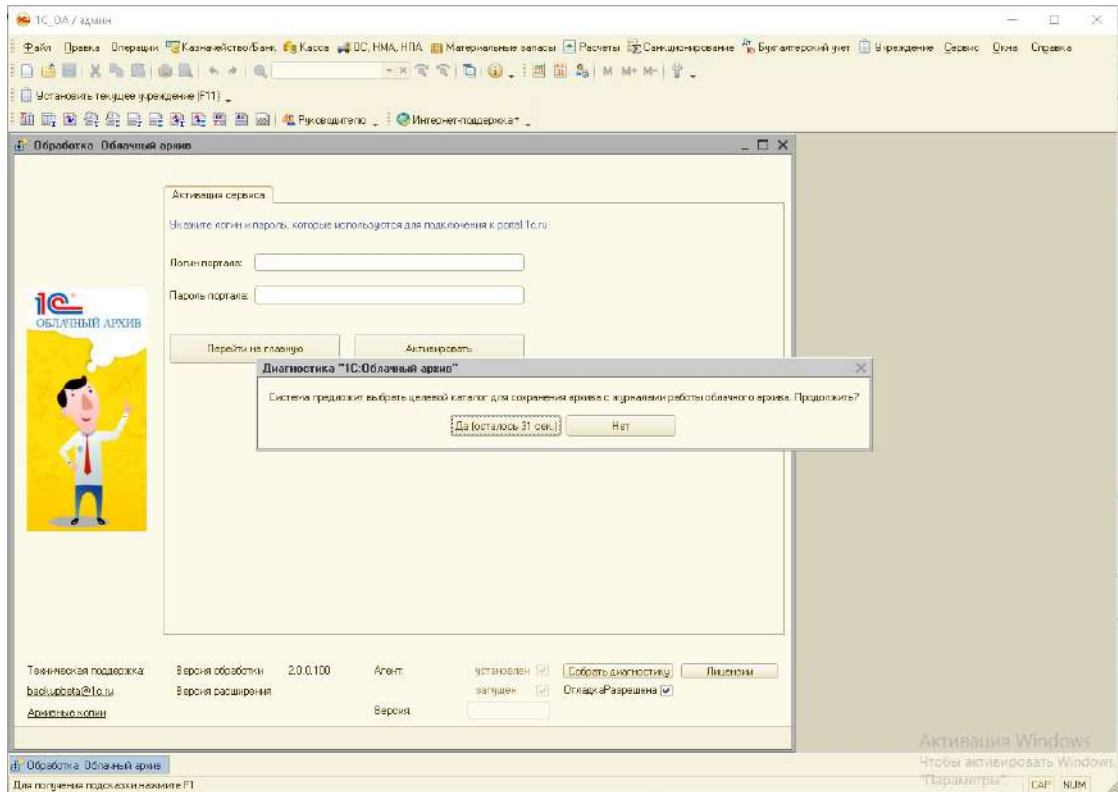 1С_ОА / админ
Файл Правка Операции Казначейство/Банк Касса ОС, НМА, НПА Материальные запасы Расчеты Санкционирование Бухгалтерский учет Учреждение Сервис Окна Справка
M M+ M-
Установить текущее учреждение (F11)
Руководителю Интернет-поддержка
Обработка Облачный архив
Активация сервиса
Укажите логин и пароль, которые используются для подключения к portal.1c.ru
Логин портала:
Пароль портала:
1С
ОБЛАЧНЫЙ АРХИВ
Перейти на главную Активировать
Диагностика "1С:Облачный архив"
Система предложит выбрать целевой каталог для сохранения архива с журналами работы облачного архива. Продолжить?
Да (осталось 31 сек.) Нет
Техническая поддержка: Версия обработки 2.0.0.100 Агент: установлен Собрать диагностику Лицензии
backupbeta@1c.ru Версия расширения запущен ОтладкаРазрешена
Архивные копии Версия:
Активация Windows
Чтобы активировать Windows,
"Параметры".
Обработка Облачный архив
Для получения подсказки нажмите F1 CAP NUM